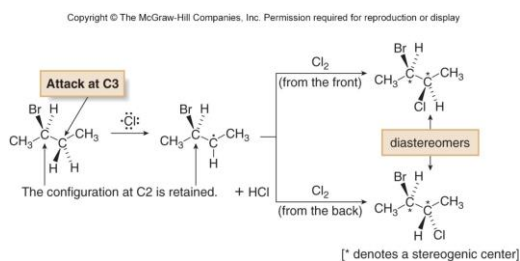 Copyright © The McGraw-Hill Companies, Inc. Permission required for reproduction or display
Attack at C3
Br H
CH3 C C CH3
H H
·Cl:
Br H
CH3 C C· CH3
H
The configuration at C2 is retained.
+ HCl
Cl2
(from the front)
Br H
CH3 C* C* CH3
Cl H
diastereomers
Cl2
(from the back)
Br H
CH3 C* C* CH3
H Cl
[* denotes a stereogenic center]